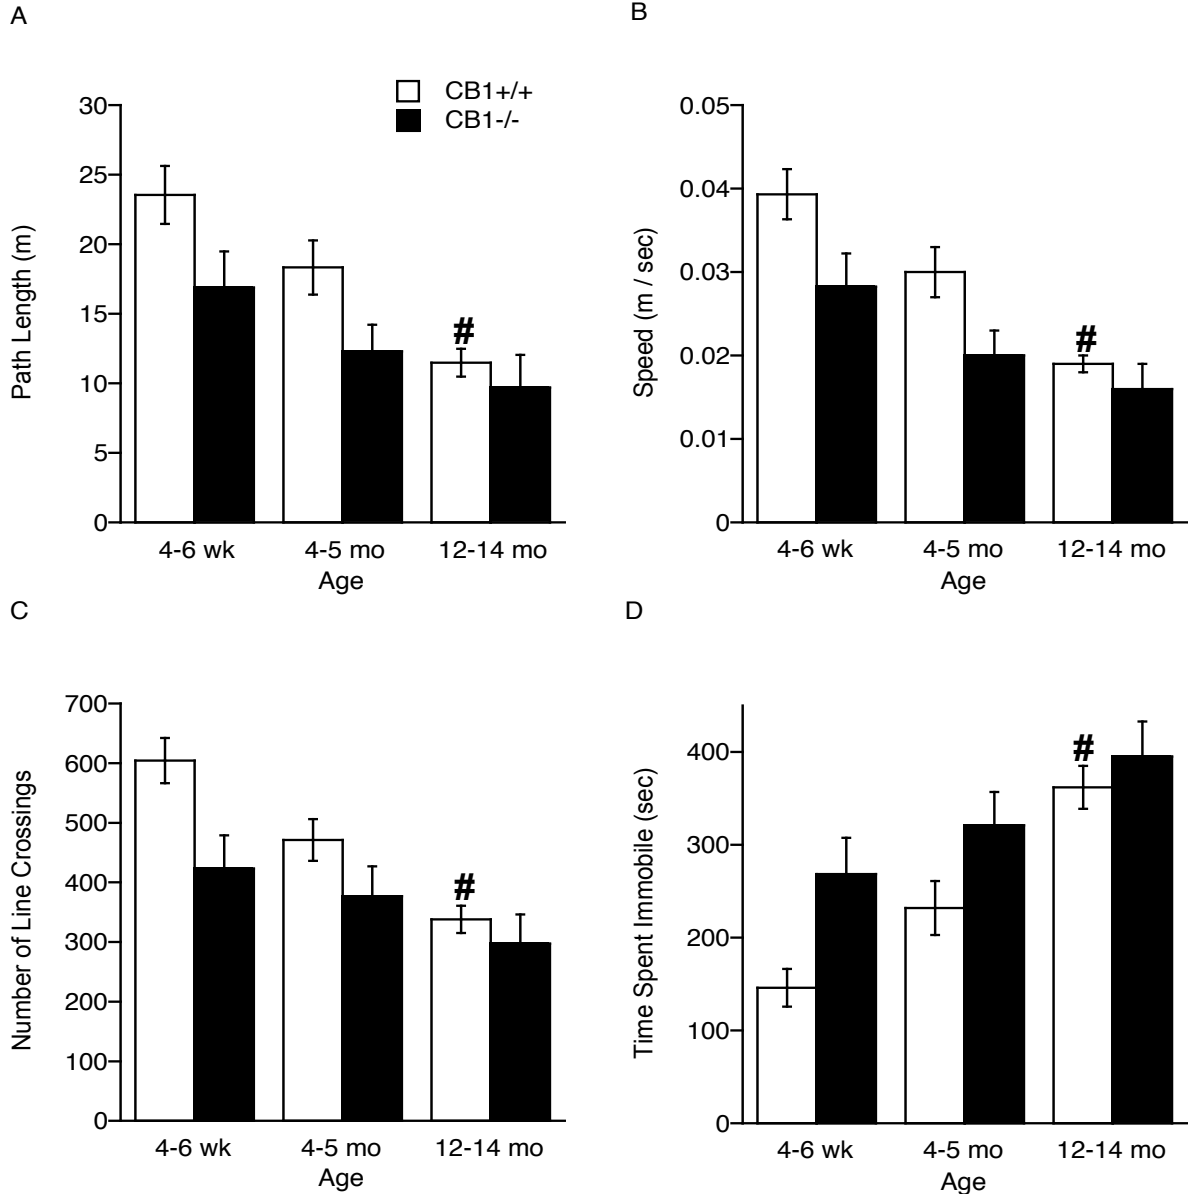 A
CB1+/+
CB1-/-
30
25
20
15
10
5
0
Path Length (m)
#
4-6 wk 4-5 mo 12-14 mo
Age
B
0.05
0.04
0.03
0.02
0.01
0
Speed (m / sec)
#
4-6 wk 4-5 mo 12-14 mo
Age
C
700
600
500
400
300
200
100
0
Number of Line Crossings
#
4-6 wk 4-5 mo 12-14 mo
Age
D
400
300
200
100
0
Time Spent Immobile (sec)
#
4-6 wk 4-5 mo 12-14 mo
Age